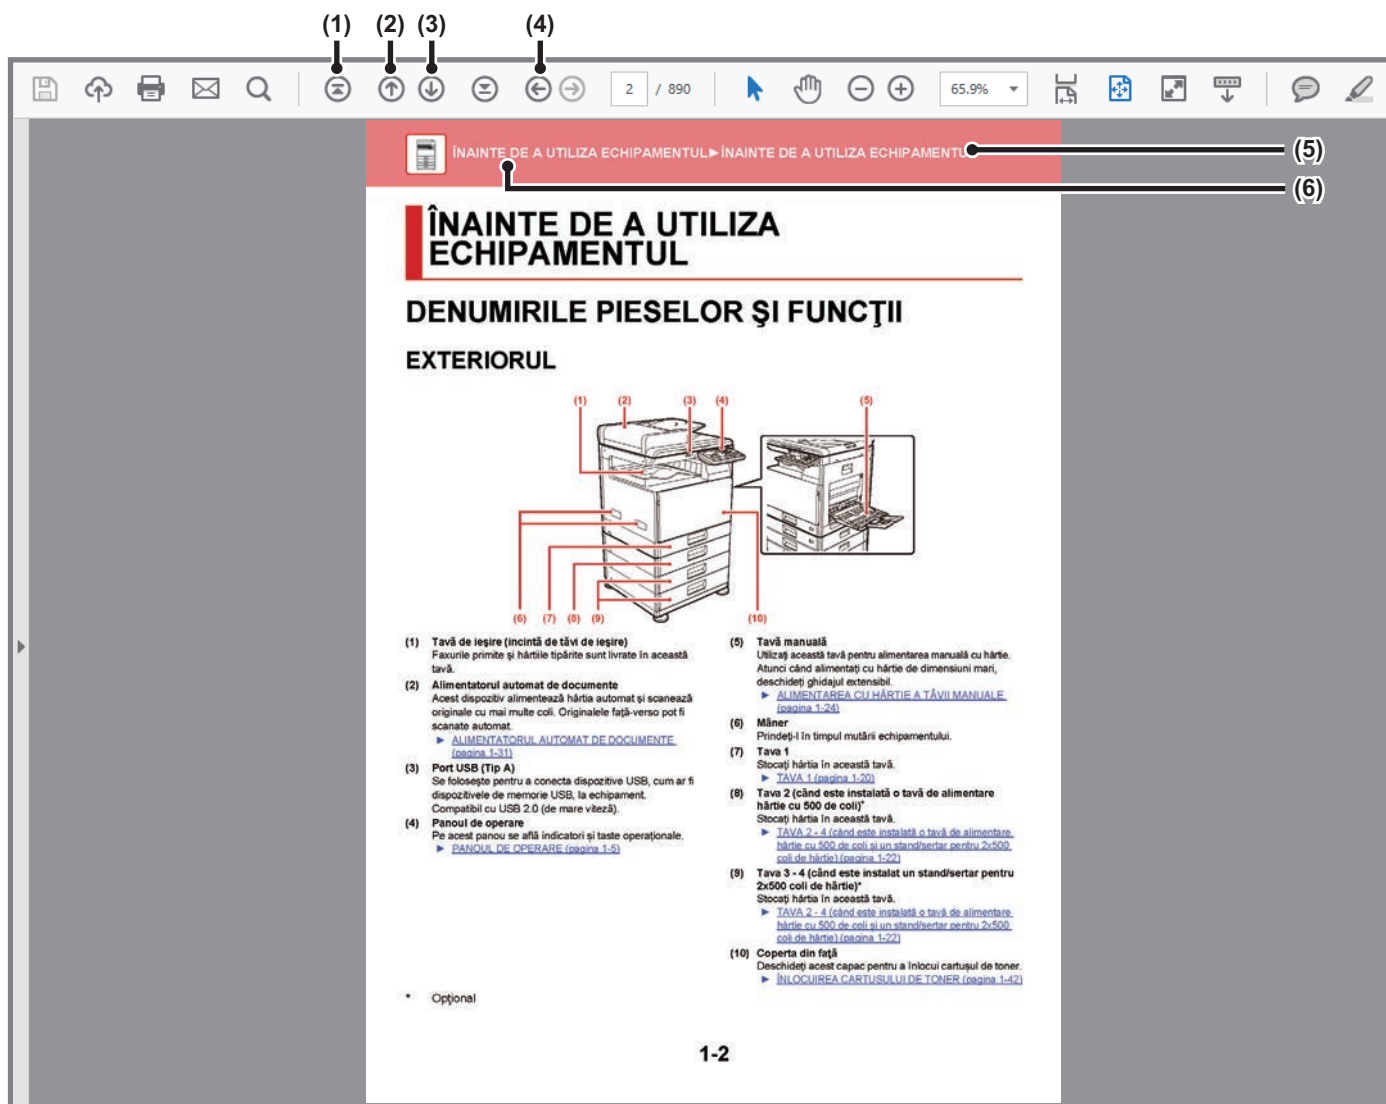 (1) (2) (3) (4)
2 / 890 65.9%
ÎNAINTE DE A UTILIZA ECHIPAMENTUL►ÎNAINTE DE A UTILIZA ECHIPAMENTU
(5)
(6)
ÎNAINTE DE A UTILIZA
ECHIPAMENTUL
DENUMIRILE PIESELOR ŞI FUNCŢII
EXTERIORUL
(1) (2) (3) (4) (5)
(1)
(6) (7) (8) (9) (10)
(1) Tavă de ieşire (incintă de tăvi de ieşire)
Faxurile primite şi hârtiile tipărite sunt livrate în această
tavă.
(2) Alimentatorul automat de documente
Acest dispozitiv alimentează hârtia automat şi scanează
originale cu mai multe coli. Originalele faţă-verso pot fi
scanate automat.
► ALIMENTATORUL AUTOMAT DE DOCUMENTE
(pagina 1-31)
(3) Port USB (Tip A)
Se foloseşte pentru a conecta dispozitive USB, cum ar fi
dispozitivele de memorie USB, la echipament.
Compatibil cu USB 2.0 (de mare viteză).
(4) Panoul de operare
Pe acest panou se află indicatori şi taste operaţionale.
► PANOUL DE OPERARE (pagina 1-5)
(5) Tavă manuală
Utilizaţi această tavă pentru alimentarea manuală cu hârtie.
Atunci când alimentaţi cu hârtie de dimensiuni mari,
deschideţi ghidajul extensibil.
► ALIMENTAREA CU HÂRTIE A TĂVII MANUALE
(pagina 1-24)
(6) Mâner
Prindeţi-l în timpul mutării echipamentului.
(7) Tava 1
Stocaţi hârtia în această tavă.
► TAVA 1 (pagina 1-20)
(8) Tava 2 (când este instalată o tavă de alimentare
hârtie cu 500 de coli)*
Stocaţi hârtia în această tavă.
► TAVA 2 - 4 (când este instalată o tavă de alimentare
hârtie cu 500 de coli şi un stand/sertar pentru 2x500
coli de hârtie) (pagina 1-22)
(9) Tava 3 - 4 (când este instalat un stand/sertar pentru
2x500 coli de hârtie)*
Stocaţi hârtia în această tavă.
► TAVA 2 - 4 (când este instalată o tavă de alimentare
hârtie cu 500 de coli şi un stand/sertar pentru 2x500
coli de hârtie) (pagina 1-22)
(10) Coperta din faţă
Deschideţi acest capac pentru a înlocui cartuşul de toner.
► ÎNLOCUIREA CARTUSULUI DE TONER (pagina 1-42)
* Opţional
1-2